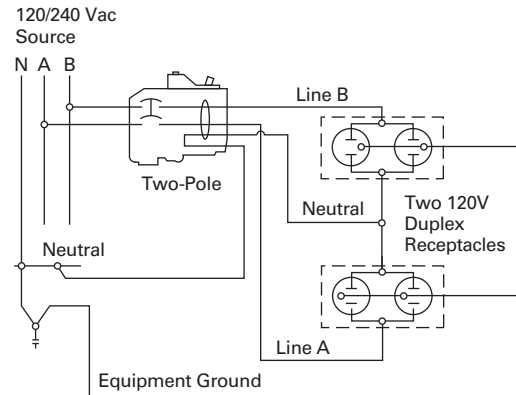 120/240 Vac
Source
N A B
Line B
Two-Pole
Neutral
Two 120V
Duplex
Receptacles
Neutral
Line A
Equipment Ground